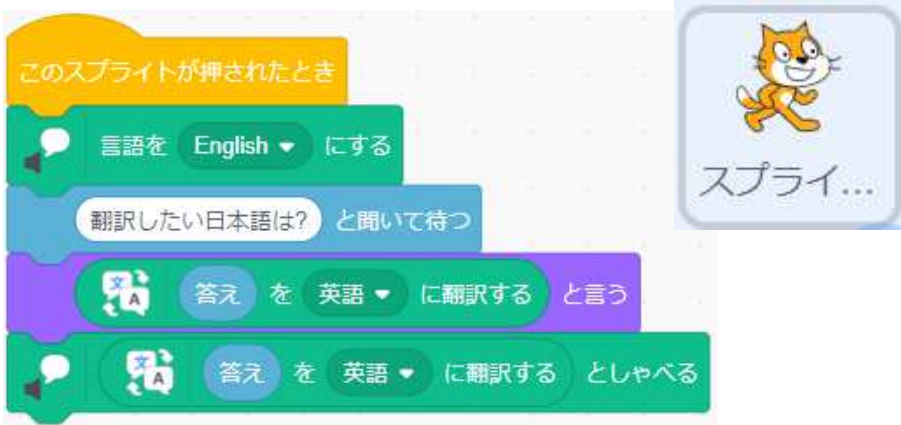 このスプライトが押されたとき
言語を English にする
翻訳したい日本語は? と聞いて待つ
文 A 答え を 英語 に翻訳する と言う
文 A 答え を 英語 に翻訳する としゃべる
スプライ...